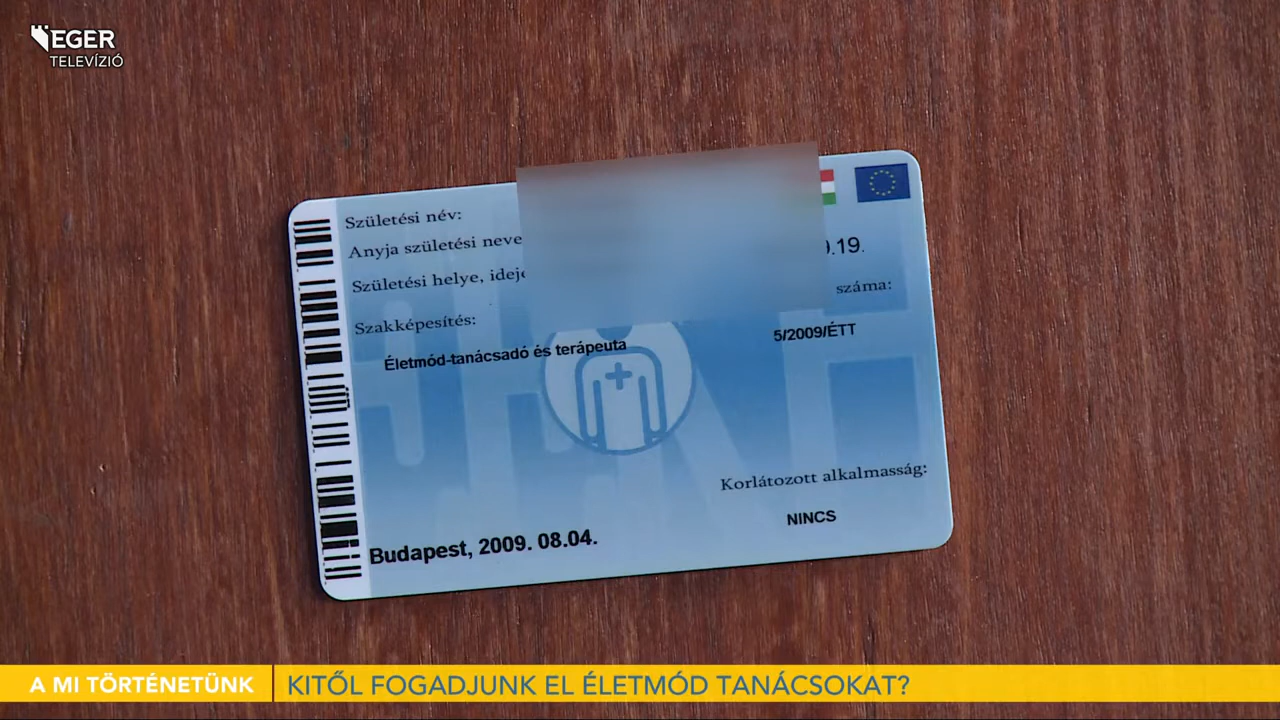 EGER
TELEVÍZIÓ
Születési név:
Anyja születési neve
Születési helye, ideje
.19.
Szakképesítés:
száma:
Életmód-tanácsadó és terápeuta
5/2009/ÉTT
Korlátozott alkalmasság:
NINCS
Budapest, 2009. 08.04.
A MI TÖRTÉNETÜNK
KITŐL FOGADJUNK EL ÉLETMÓD TANÁCSOKAT?